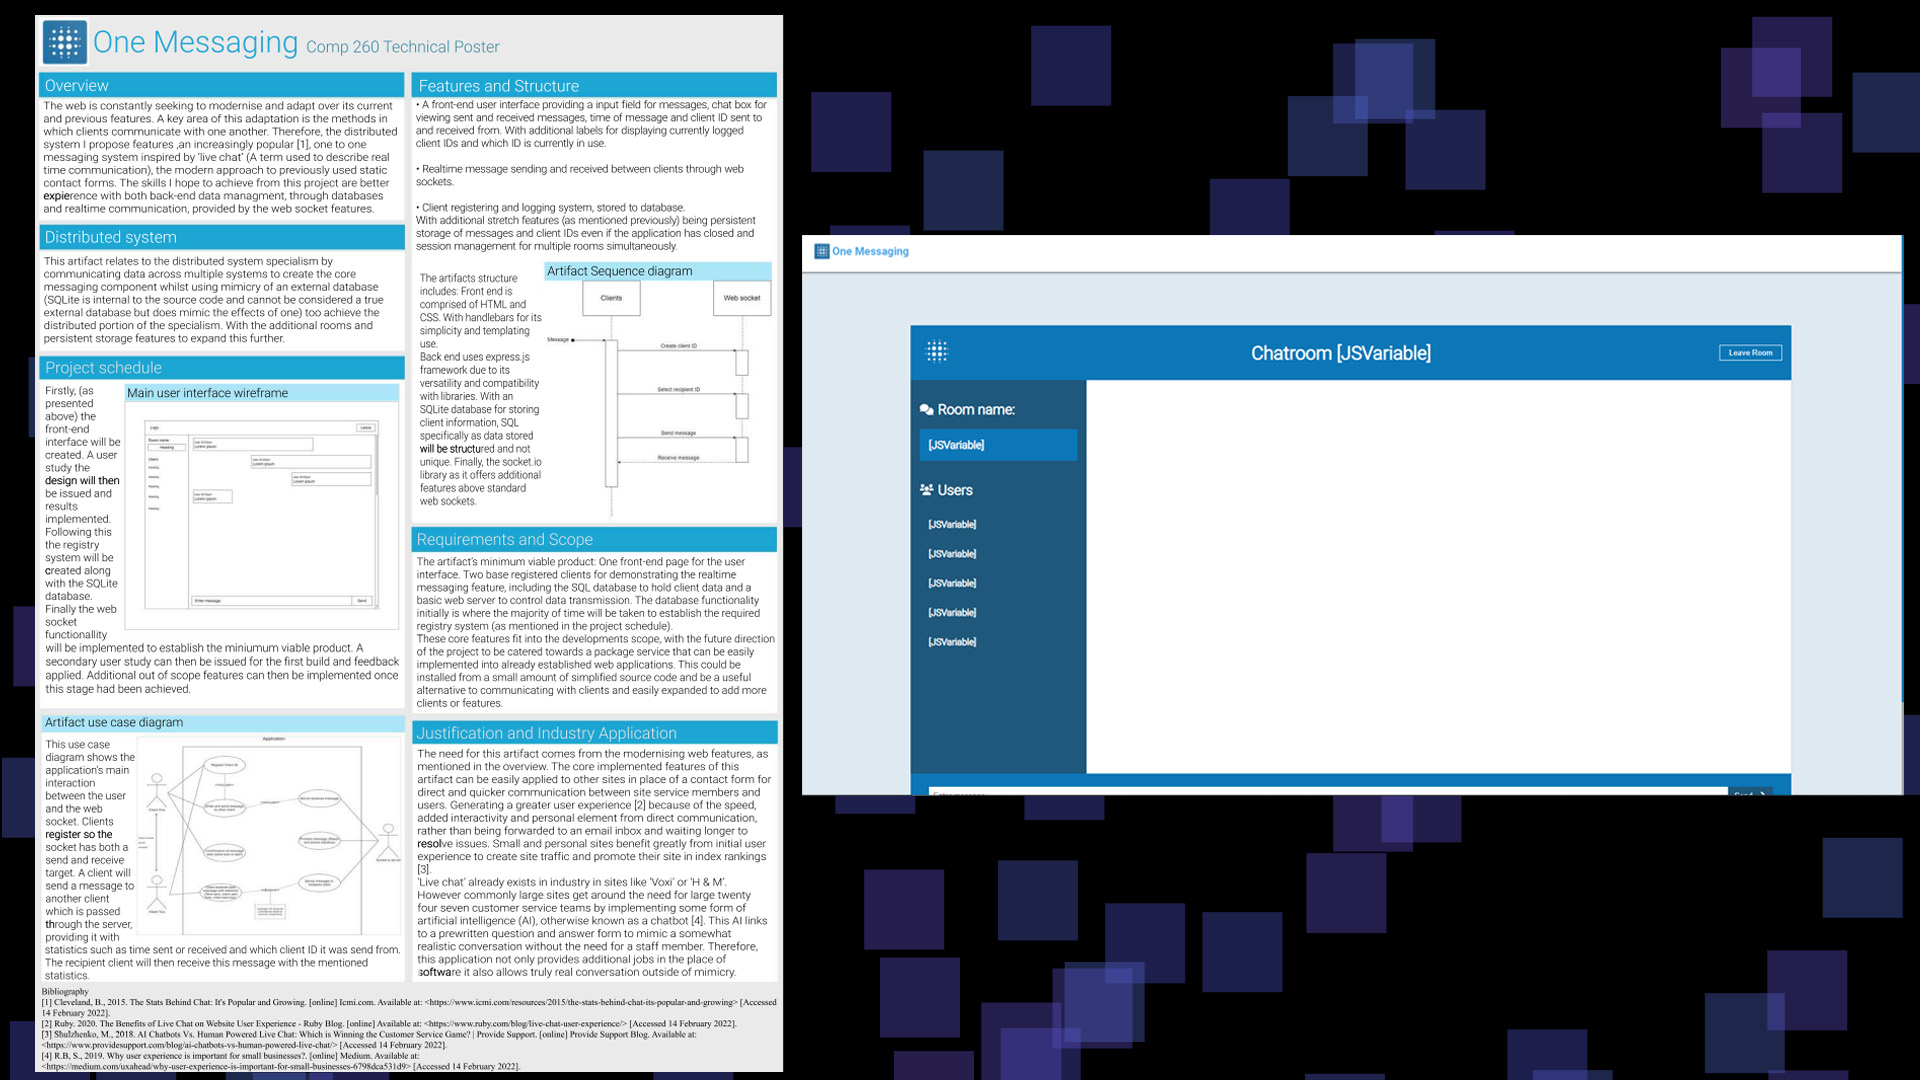 One Messaging Comp 260 Technical Poster
Overview
The web is constantly seeking to modernise and adapt over its current
and previous features. A key area of this adaptation is the methods in
which clients communicate with one another. Therefore, the distributed
system I propose features ,an increasingly popular [1], one to one
messaging system inspired by 'live chat' (A term used to describe real
time communication), the modern approach to previously used static
contact forms. The skills I hope to achieve from this project are better
expierence with both back-end data managment, through databases
and realtime communication, provided by the web socket features.
Distributed system
This artifact relates to the distributed system specialism by
communicating data across multiple systems to create the core
messaging component whilst using mimicry of an external database
(SQLite is internal to the source code and cannot be considered a true
external database but does mimic the effects of one) too achieve the
distributed portion of the specialism. With the additional rooms and
persistent storage features to expand this further.
Project schedule
Firstly, (as
presented
above) the
front-end
interface will be
created. A user
study the
design will then
be issued and
results
implemented.
Following this
the registry
system will be
created along
with the SQLite
database.
Finally the web
socket
functionallity
will be implemented to establish the miniumum viable product. A
secondary user study can then be issued for the first build and feedback
applied. Additional out of scope features can then be implemented once
this stage had been achieved.
Main user interface wireframe
Logo
Leave
Room name
Heading
Users
Heading
Heading
Heading
Heading
Heading
Lorem ipsum
Lorem ipsum
Lorem ipsum
Lorem ipsum
Enter message
Send
Artifact use case diagram
This use case
diagram shows the
application's main
interaction
between the user
and the web
socket. Clients
register so the
socket has both a
send and receive
target. A client will
send a message to
another client
which is passed
through the server,
providing it with
statistics such as time sent or received and which client ID it was send from.
The recipient client will then receive this message with the mentioned
statistics.
Application
Register client ID
Features and Structure
• A front-end user interface providing a input field for messages, chat box for
viewing sent and received messages, time of message and client ID sent to
and received from. With additional labels for displaying currently logged
client IDs and which ID is currently in use.
• Realtime message sending and received between clients through web
sockets.
• Client registering and logging system, stored to database.
With additional stretch features (as mentioned previously) being persistent
storage of messages and client IDs even if the application has closed and
session management for multiple rooms simultaneously.
The artifacts structure
includes: Front end is
comprised of HTML and
CSS. With handlebars for its
simplicity and templating
use.
Back end uses express.js
framework due to its
versatility and compatibility
with libraries. With an
SQLite database for storing
client information, SQL
specifically as data stored
will be structured and not
unique. Finally, the socket.io
library as it offers additional
features above standard
web sockets.
Artifact Sequence diagram
Clients
Web socket
Message
Create client ID
Select recipient ID
Send message
Receive message
Requirements and Scope
The artifact's minimum viable product: One front-end page for the user
interface. Two base registered clients for demonstrating the realtime
messaging feature, including the SQL database to hold client data and a
basic web server to control data transmission. The database functionality
initially is where the majority of time will be taken to establish the required
registry system (as mentioned in the project schedule).
These core features fit into the developments scope, with the future direction
of the project to be catered towards a package service that can be easily
implemented into already established web applications. This could be
installed from a small amount of simplified source code and be a useful
alternative to communicating with clients and easily expanded to add more
clients or features.
Justification and Industry Application
The need for this artifact comes from the modernising web features, as
mentioned in the overview. The core implemented features of this
artifact can be easily applied to other sites in place of a contact form for
direct and quicker communication between site service members and
users. Generating a greater user experience [2] because of the speed,
added interactivity and personal element from direct communication,
rather than being forwarded to an email inbox and waiting longer to
resolve issues. Small and personal sites benefit greatly from initial user
experience to create site traffic and promote their site in index rankings
[3].
'Live chat' already exists in industry in sites like 'Voxi' or 'H & M'.
However commonly large sites get around the need for large twenty
four seven customer service teams by implementing some form of
artificial intelligence (AI), otherwise known as a chatbot [4]. This AI links
to a prewritten question and answer form to mimic a somewhat
realistic conversation without the need for a staff member. Therefore,
this application not only provides additional jobs in the place of
software it also allows truly real conversation outside of mimicry.
Bibliography
[1] Cleveland, B., 2015. The Stats Behind Chat: It's Popular and Growing. [online] Icmi.com. Available at: <https://www.icmi.com/resources/2015/the-stats-behind-chat-its-popular-and-growing> [Accessed
14 February 2022].
[2] Ruby. 2020. The Benefits of Live Chat on Website User Experience - Ruby Blog. [online] Available at: <https://www.ruby.com/blog/live-chat-user-experience/> [Accessed 14 February 2022].
[3] Shulzhenko, M., 2018. AI Chatbots Vs. Human Powered Live Chat: Which is Winning the Customer Service Game? | Provide Support. [online] Provide Support Blog. Available at:
<https://www.providesupport.com/blog/ai-chatbots-vs-human-powered-live-chat/> [Accessed 14 February 2022].
[4] R.B, S., 2019. Why user experience is important for small businesses?. [online] Medium. Available at:
<https://medium.com/uxahead/why-user-experience-is-important-for-small-businesses-6798dca531d9> [Accessed 14 February 2022].
One Messaging
Chatroom [JSVariable]
Leave Room
Room name:
[JSVariable]
Users
[JSVariable]
[JSVariable]
[JSVariable]
[JSVariable]
[JSVariable]